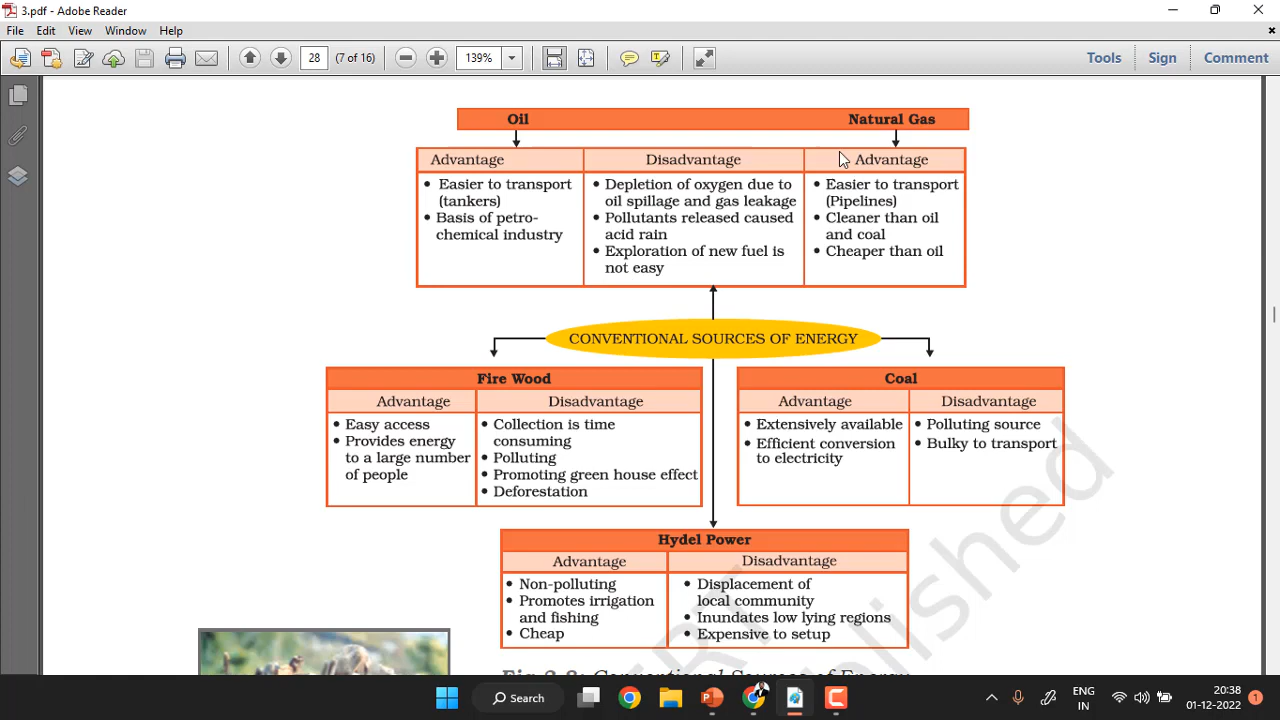 3.pdf - Adobe Reader
File Edit View Window Help
28 (7 of 16) 139% Tools Sign Comment
Oil Natural Gas
Advantage Disadvantage Advantage
• Easier to transport
(tankers)
• Basis of petro-
chemical industry
• Depletion of oxygen due to
oil spillage and gas leakage
• Pollutants released caused
acid rain
• Exploration of new fuel is
not easy
• Easier to transport
(Pipelines)
• Cleaner than oil
and coal
• Cheaper than oil
CONVENTIONAL SOURCES OF ENERGY
Fire Wood
Advantage Disadvantage
• Easy access
• Provides energy
to a large number
of people
• Collection is time
consuming
• Polluting
• Promoting green house effect
• Deforestation
Coal
Advantage Disadvantage
• Extensively available
• Efficient conversion
to electricity
• Polluting source
• Bulky to transport
Hydel Power
Advantage Disadvantage
• Non-polluting
• Promotes irrigation
and fishing
• Cheap
• Displacement of
local community
• Inundates low lying regions
• Expensive to setup
Conventional Sources of Energy
Search
ENG
IN
20:38
01-12-2022
1